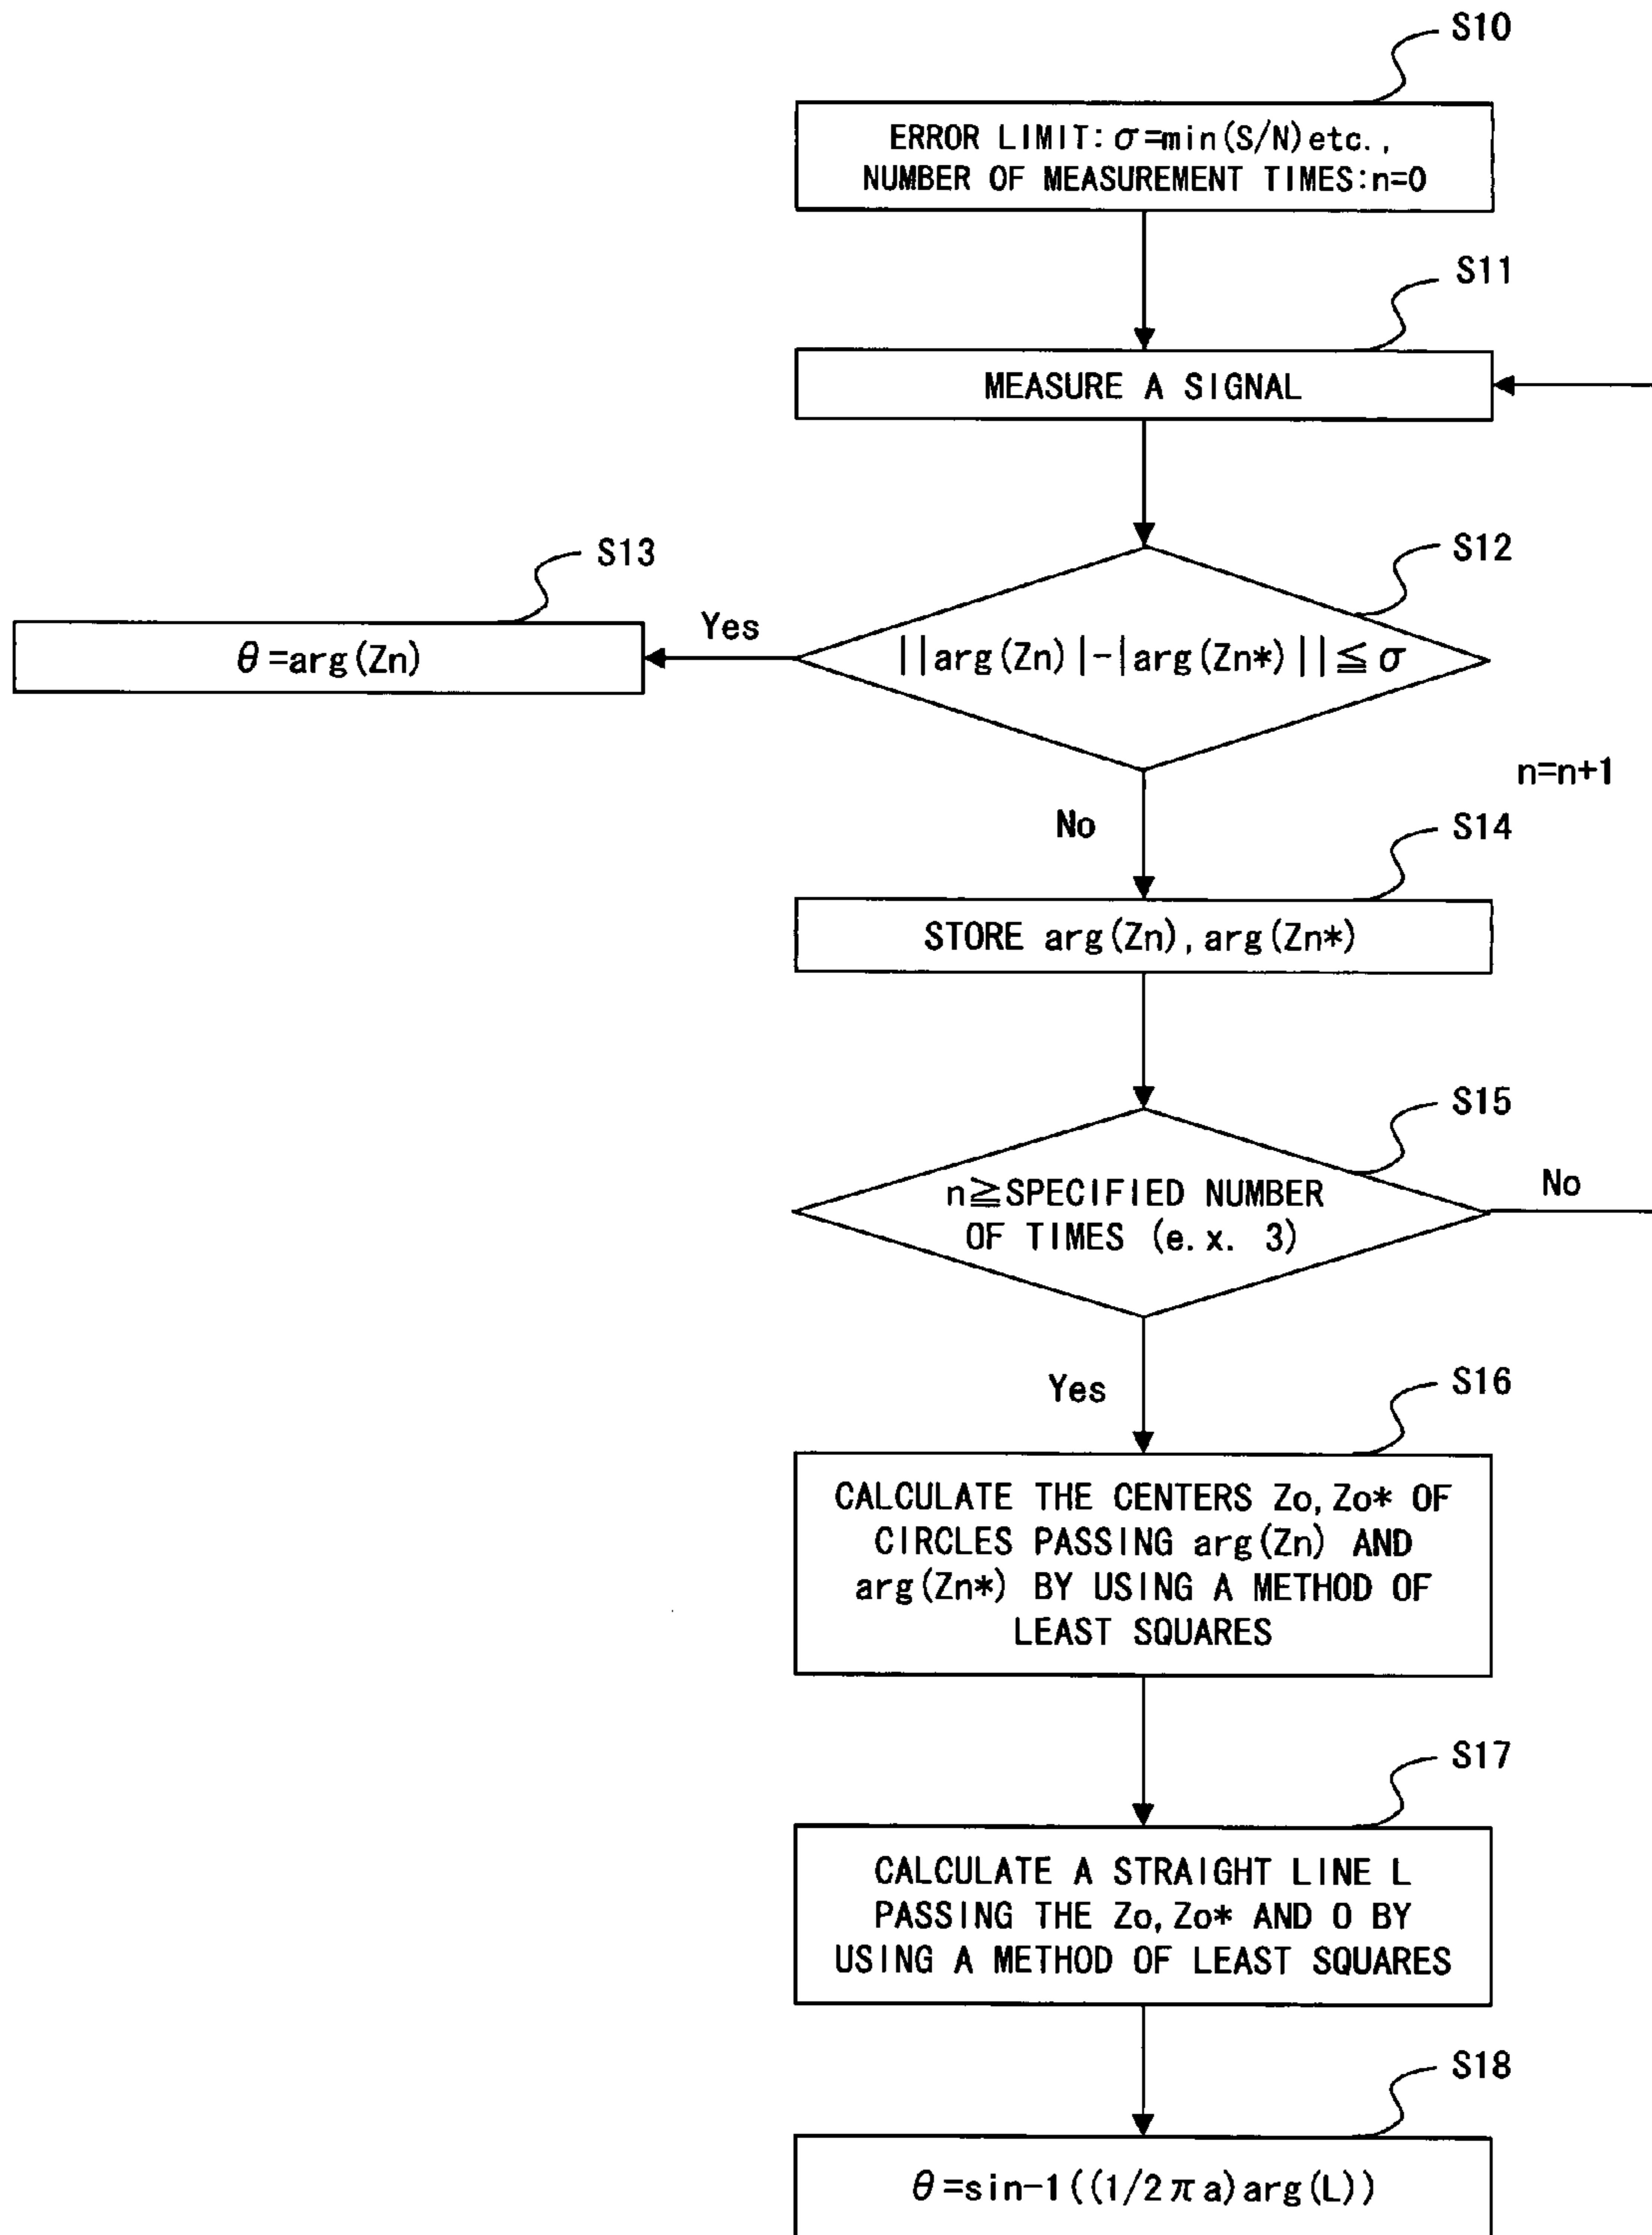 S10
ERROR LIMIT:σ=min(S/N)etc.,
NUMBER OF MEASUREMENT TIMES:n=0
S11
MEASURE A SIGNAL
S12
||arg(Zn)|-|arg(Zn*)||≦σ
S13
Yes
θ=arg(Zn)
n=n+1
No
S14
STORE arg(Zn),arg(Zn*)
S15
n≧SPECIFIED NUMBER
OF TIMES (e.x. 3)
No
Yes
S16
CALCULATE THE CENTERS Zo,Zo* OF
CIRCLES PASSING arg(Zn) AND
arg(Zn*) BY USING A METHOD OF
LEAST SQUARES
S17
CALCULATE A STRAIGHT LINE L
PASSING THE Zo,Zo* AND O BY
USING A METHOD OF LEAST SQUARES
S18
θ=sin-1((1/2πa)arg(L))